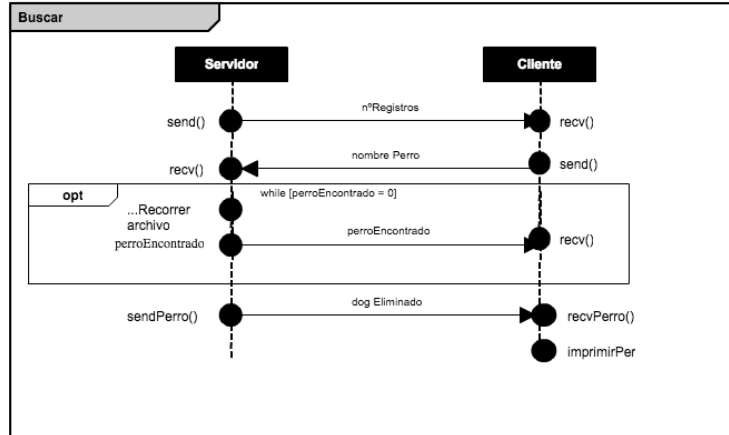 Buscar
Servidor
Cliente
nºRegistros
send()
recv()
nombre Perro
recv()
send()
opt
while [perroEncontrado = 0]
...Recorrer
archivo
perroEncontrado
perroEncontrado
recv()
dog Eliminado
sendPerro()
recvPerro()
imprimirPer